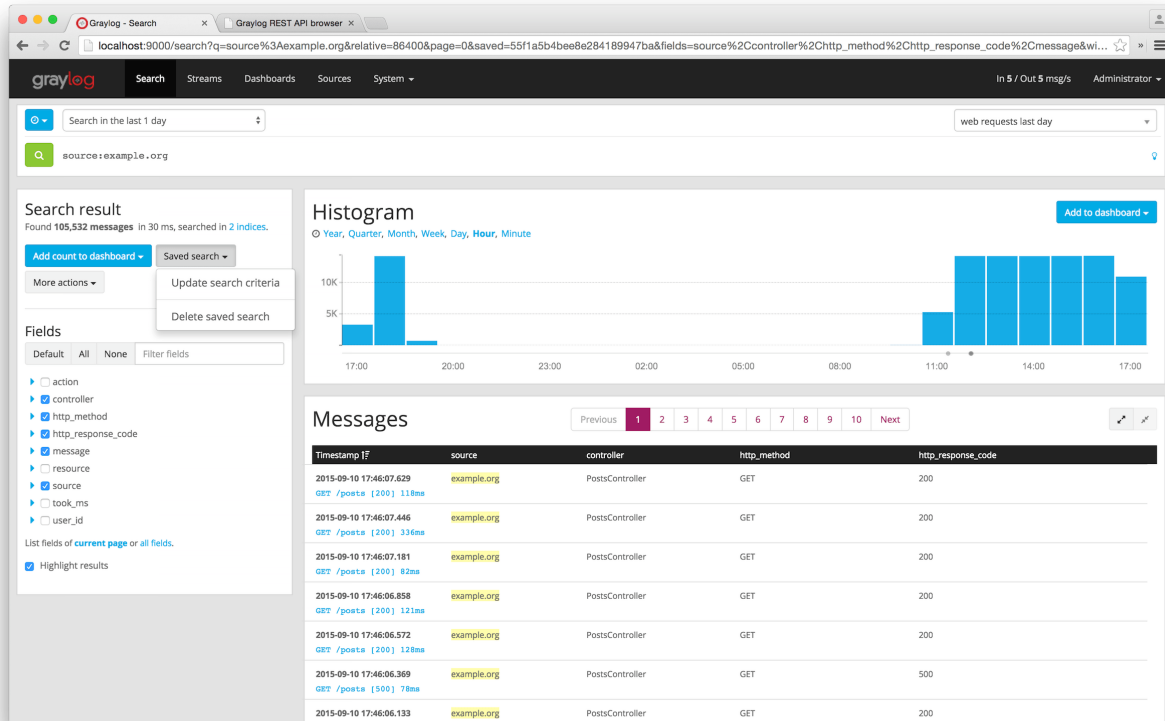 Graylog - Search ×
Graylog REST API browser ×
localhost:9000/search?q=source%3Aexample.org&relative=86400&page=0&saved=55f1a5b4bee8e284189947ba&fields=source%2Ccontroller%2Chttp_method%2Chttp_response_code%2Cmessage&wi...
graylog Search Streams Dashboards Sources System In 5 / Out 5 msg/s Administrator
Search in the last 1 day web requests last day
source:example.org
Search result
Found 105,532 messages in 30 ms, searched in 2 indices.
Add count to dashboard Saved search
Update search criteria
More actions
Delete saved search
Fields
Default All None Filter fields
action
controller
http_method
http_response_code
message
resource
source
took_ms
user_id
List fields of current page or all fields.
Highlight results
Histogram Add to dashboard
Year, Quarter, Month, Week, Day, Hour, Minute
10K
5K
17:00 20:00 23:00 02:00 05:00 08:00 11:00 14:00 17:00
Messages Previous 1 2 3 4 5 6 7 8 9 10 Next
Timestamp source controller http_method http_response_code
2015-09-10 17:46:07.629 example.org PostsController GET 200
GET /posts [200] 118ms
2015-09-10 17:46:07.446 example.org PostsController GET 200
GET /posts [200] 336ms
2015-09-10 17:46:07.181 example.org PostsController GET 200
GET /posts [200] 82ms
2015-09-10 17:46:06.858 example.org PostsController GET 200
GET /posts [200] 121ms
2015-09-10 17:46:06.572 example.org PostsController GET 200
GET /posts [200] 128ms
2015-09-10 17:46:06.369 example.org PostsController GET 500
GET /posts [500] 78ms
2015-09-10 17:46:06.133 example.org PostsController GET 200